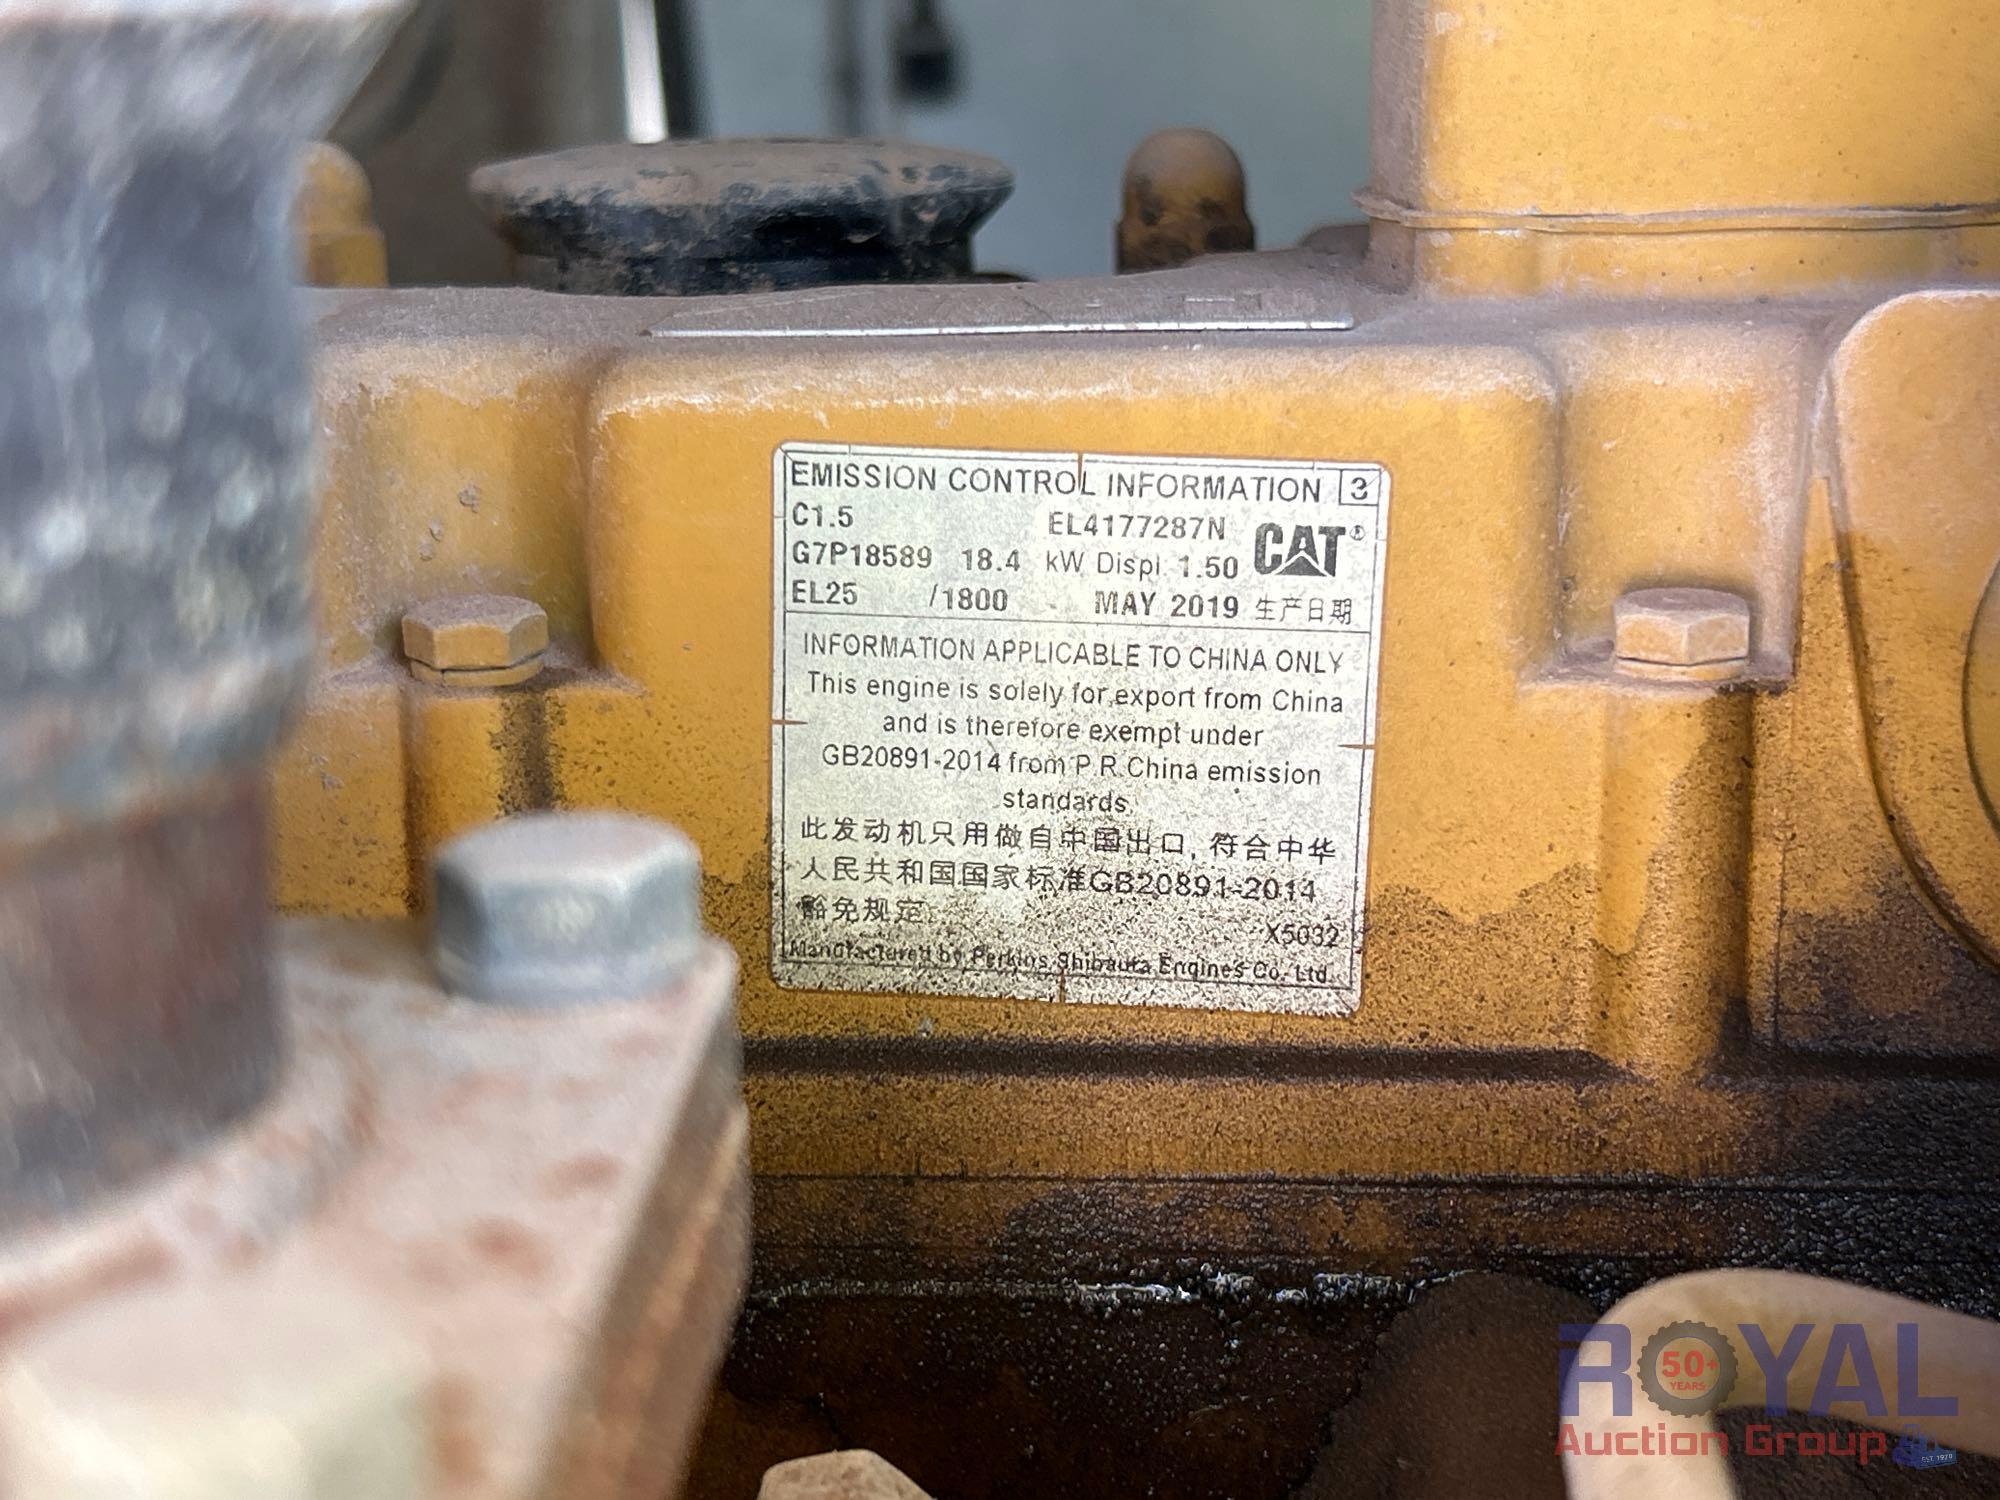 EMISSION CONTROL INFORMATION 3
C1.5 EL4177287N CAT®
G7P18589 18.4 kW Displ. 1.50
EL25 /1800 MAY 2019 生产日期
INFORMATION APPLICABLE TO CHINA ONLY
This engine is solely for export from China
and is therefore exempt under
GB20891-2014 from P.R.China emission
standards.
此发动机只用做自中国出口, 符合中华
人民共和国国家标准GB20891-2014
豁免规定
X5032
Manufactured by Perkins Shibaura Engines Co. Ltd.
ROYAL
50+
YEARS
Auction Group
EST. 1970